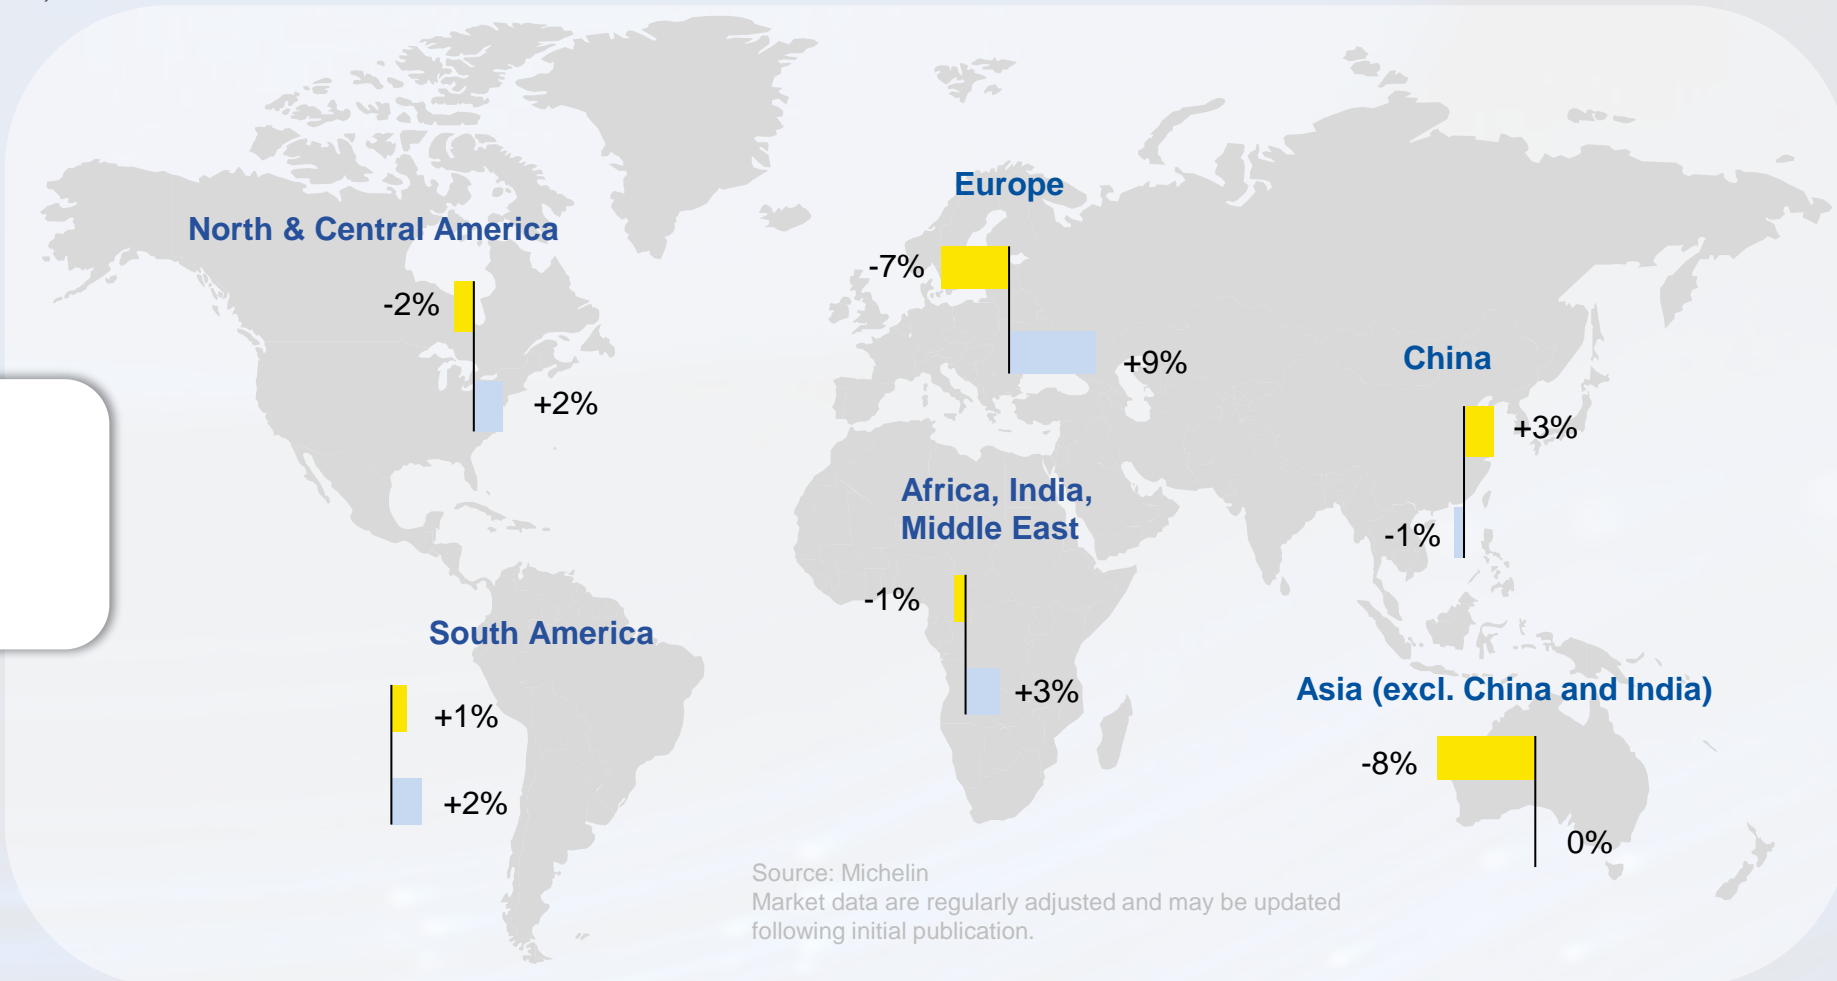 Europe
North & Central America
-7%
-2%
+9%
China
+2%
+3%
Africa, India,
Middle East
-1%
-1%
South America
+3%
Asia (excl. China and India)
+1%
-8%
+2%
0%
Source: Michelin
Market data are regularly adjusted and may be updated
following initial publication.